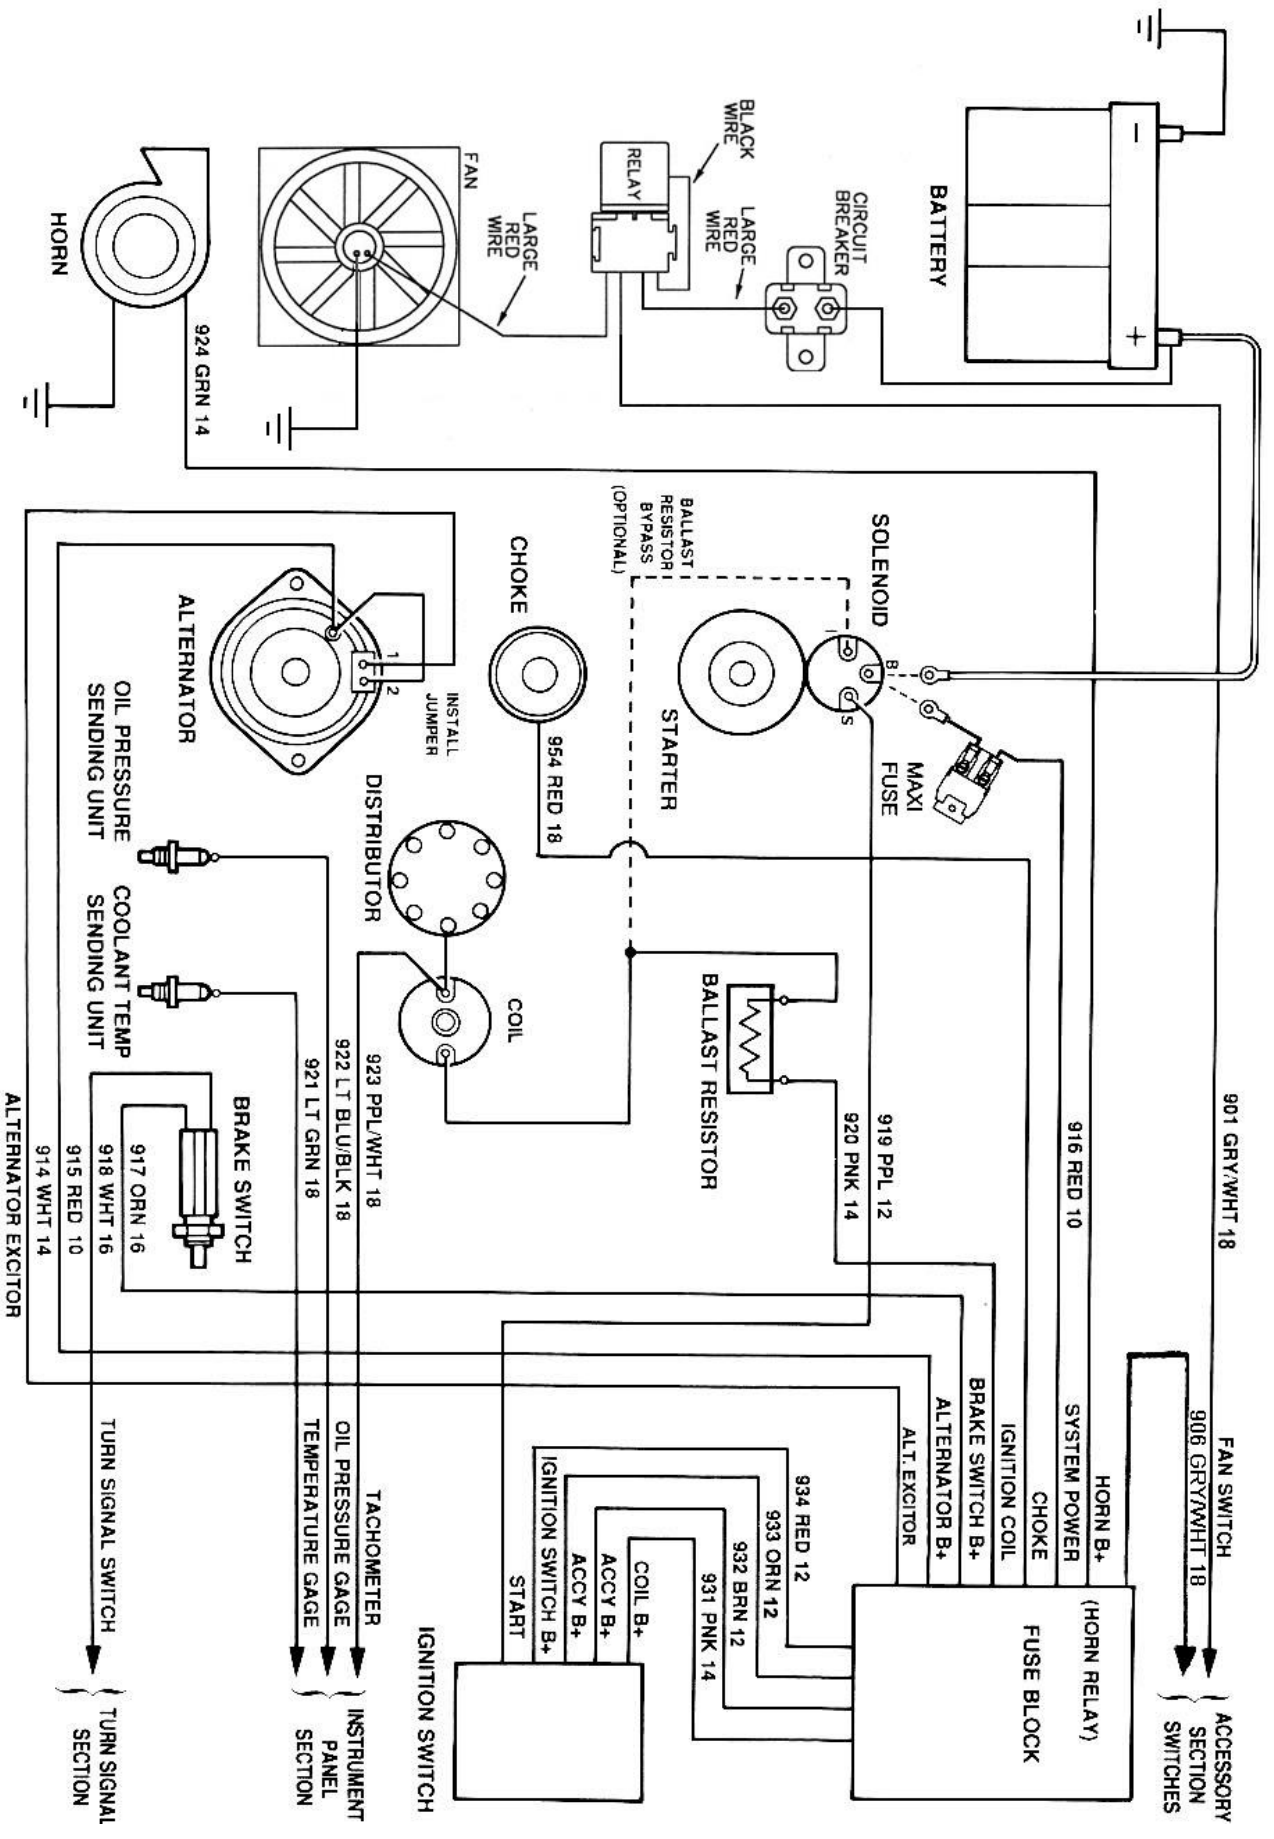 BATTERY
-
+
CIRCUIT
BREAKER
BLACK
WIRE
LARGE
RED
WIRE
RELAY
LARGE
RED
WIRE
FAN
HORN
924 GRN 14
SOLENOID
I
B
S
STARTER
MAXI
FUSE
BALLAST
RESISTOR
BYPASS
(OPTIONAL)
CHOKE
954 RED 18
ALTERNATOR
1
2
INSTALL
JUMPER
DISTRIBUTOR
COIL
BALLAST RESISTOR
OIL PRESSURE
SENDING UNIT
COOLANT TEMP
SENDING UNIT
BRAKE SWITCH
901 GRY/WHT 18
916 RED 10
919 PPL 12
920 PNK 14
923 PPL/WHT 18
922 LT BLU/BLK 18
921 LT GRN 18
917 ORN 16
918 WHT 16
915 RED 10
914 WHT 14
ALTERNATOR EXCITOR
FAN SWITCH
906 GRY/WHT 18
HORN B+
SYSTEM POWER
CHOKE
IGNITION COIL
BRAKE SWITCH B+
ALTERNATOR B+
ALT. EXCITOR
934 RED 12
933 ORN 12
932 BRN 12
931 PNK 14
COIL B+
ACCY B+
ACCY B+
IGNITION SWITCH B+
START
TACHOMETER
OIL PRESSURE GAGE
TEMPERATURE GAGE
TURN SIGNAL SWITCH
ACCESSORY
SECTION
SWITCHES
(HORN RELAY)
FUSE BLOCK
IGNITION SWITCH
INSTRUMENT
PANEL
SECTION
TURN SIGNAL
SECTION